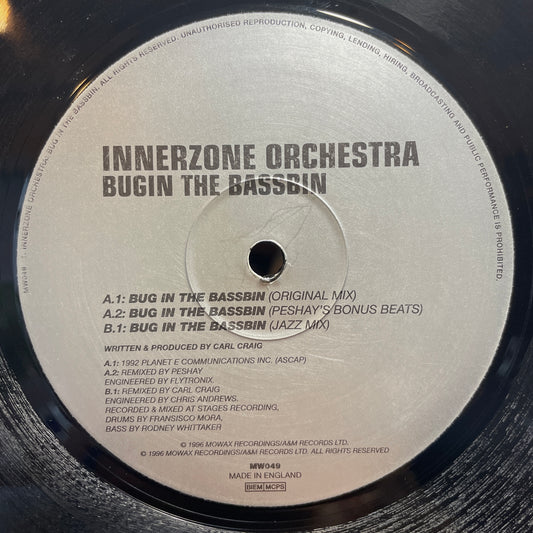 MW049 INNERZONE ORCHESTRA: BUG IN THE BASSBIN. ALL RIGHTS RESERVED. UNAUTHORISED REPRODUCTION, COPYING, LENDING, HIRING, BROADCASTING AND PUBLIC PERFORMANCE IS PROHIBITED.
INNERZONE ORCHESTRA
BUGIN THE BASSBIN
A.1: BUG IN THE BASSBIN (ORIGINAL MIX)
A.2: BUG IN THE BASSBIN (PESHAY'S BONUS BEATS)
B.1: BUG IN THE BASSBIN (JAZZ MIX)
WRITTEN & PRODUCED BY CARL CRAIG
A.1: 1992 PLANET E COMMUNICATIONS INC. (ASCAP)
A.2: REMIXED BY PESHAY
ENGINEERED BY FLYTRONIX.
B.1: REMIXED BY CARL CRAIG
ENGINEERED BY CHRIS ANDREWS.
RECORDED & MIXED AT STAGES RECORDING,
DRUMS BY FRANSISCO MORA,
BASS BY RODNEY WHITTAKER
© 1996 MOWAX RECORDINGS/A&M RECORDS LTD.
© 1996 MOWAX RECORDINGS/A&M RECORDS LTD. ALL RIGHTS RESERVED
MW049
MADE IN ENGLAND
BIEM MCPS